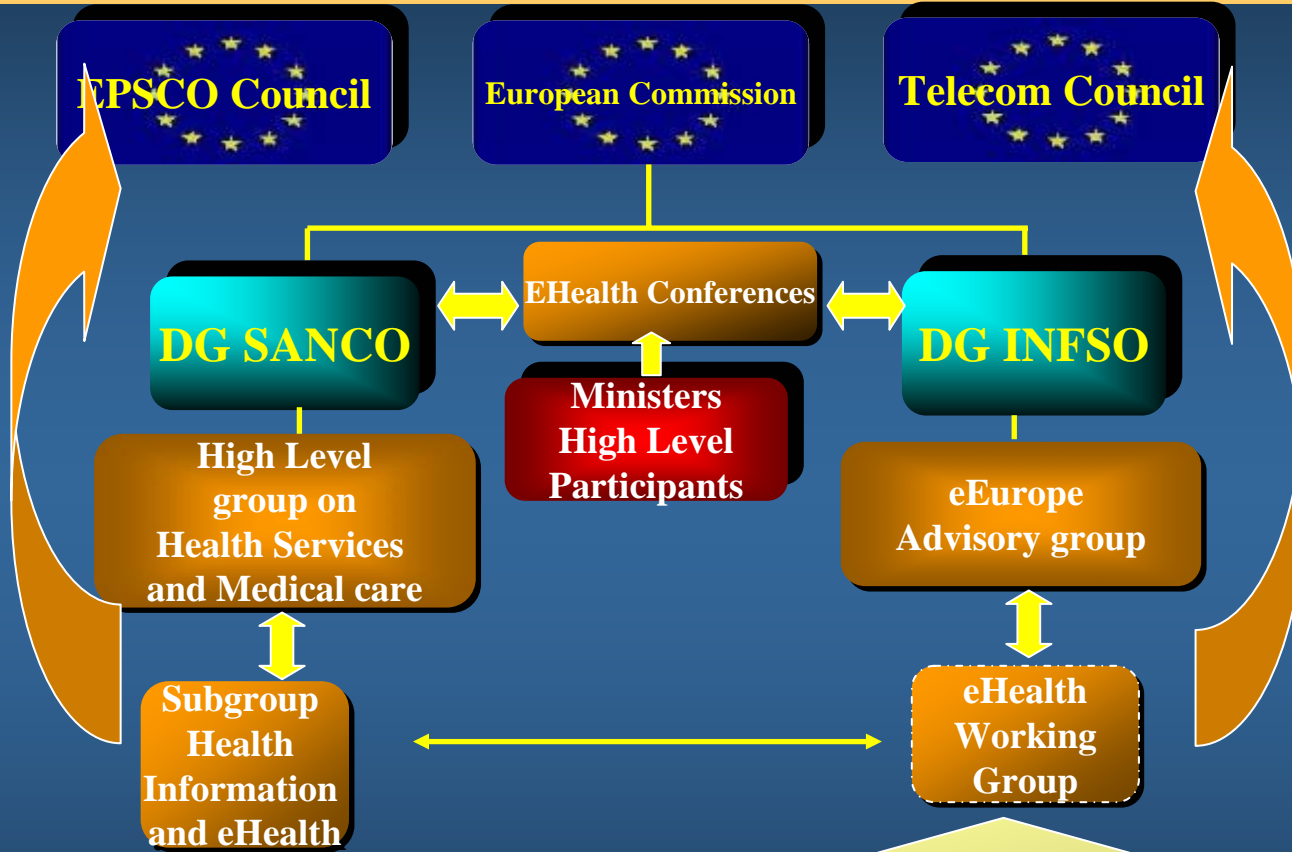 EPSCO Council
European Commission
Telecom Council
EHealth Conferences
DG SANCO
DG INFSO
Ministers
High Level
Participants
High Level
group on
Health Services
and Medical care
eEurope
Advisory group
Subgroup
Health
Information
and eHealth
eHealth
Working
Group